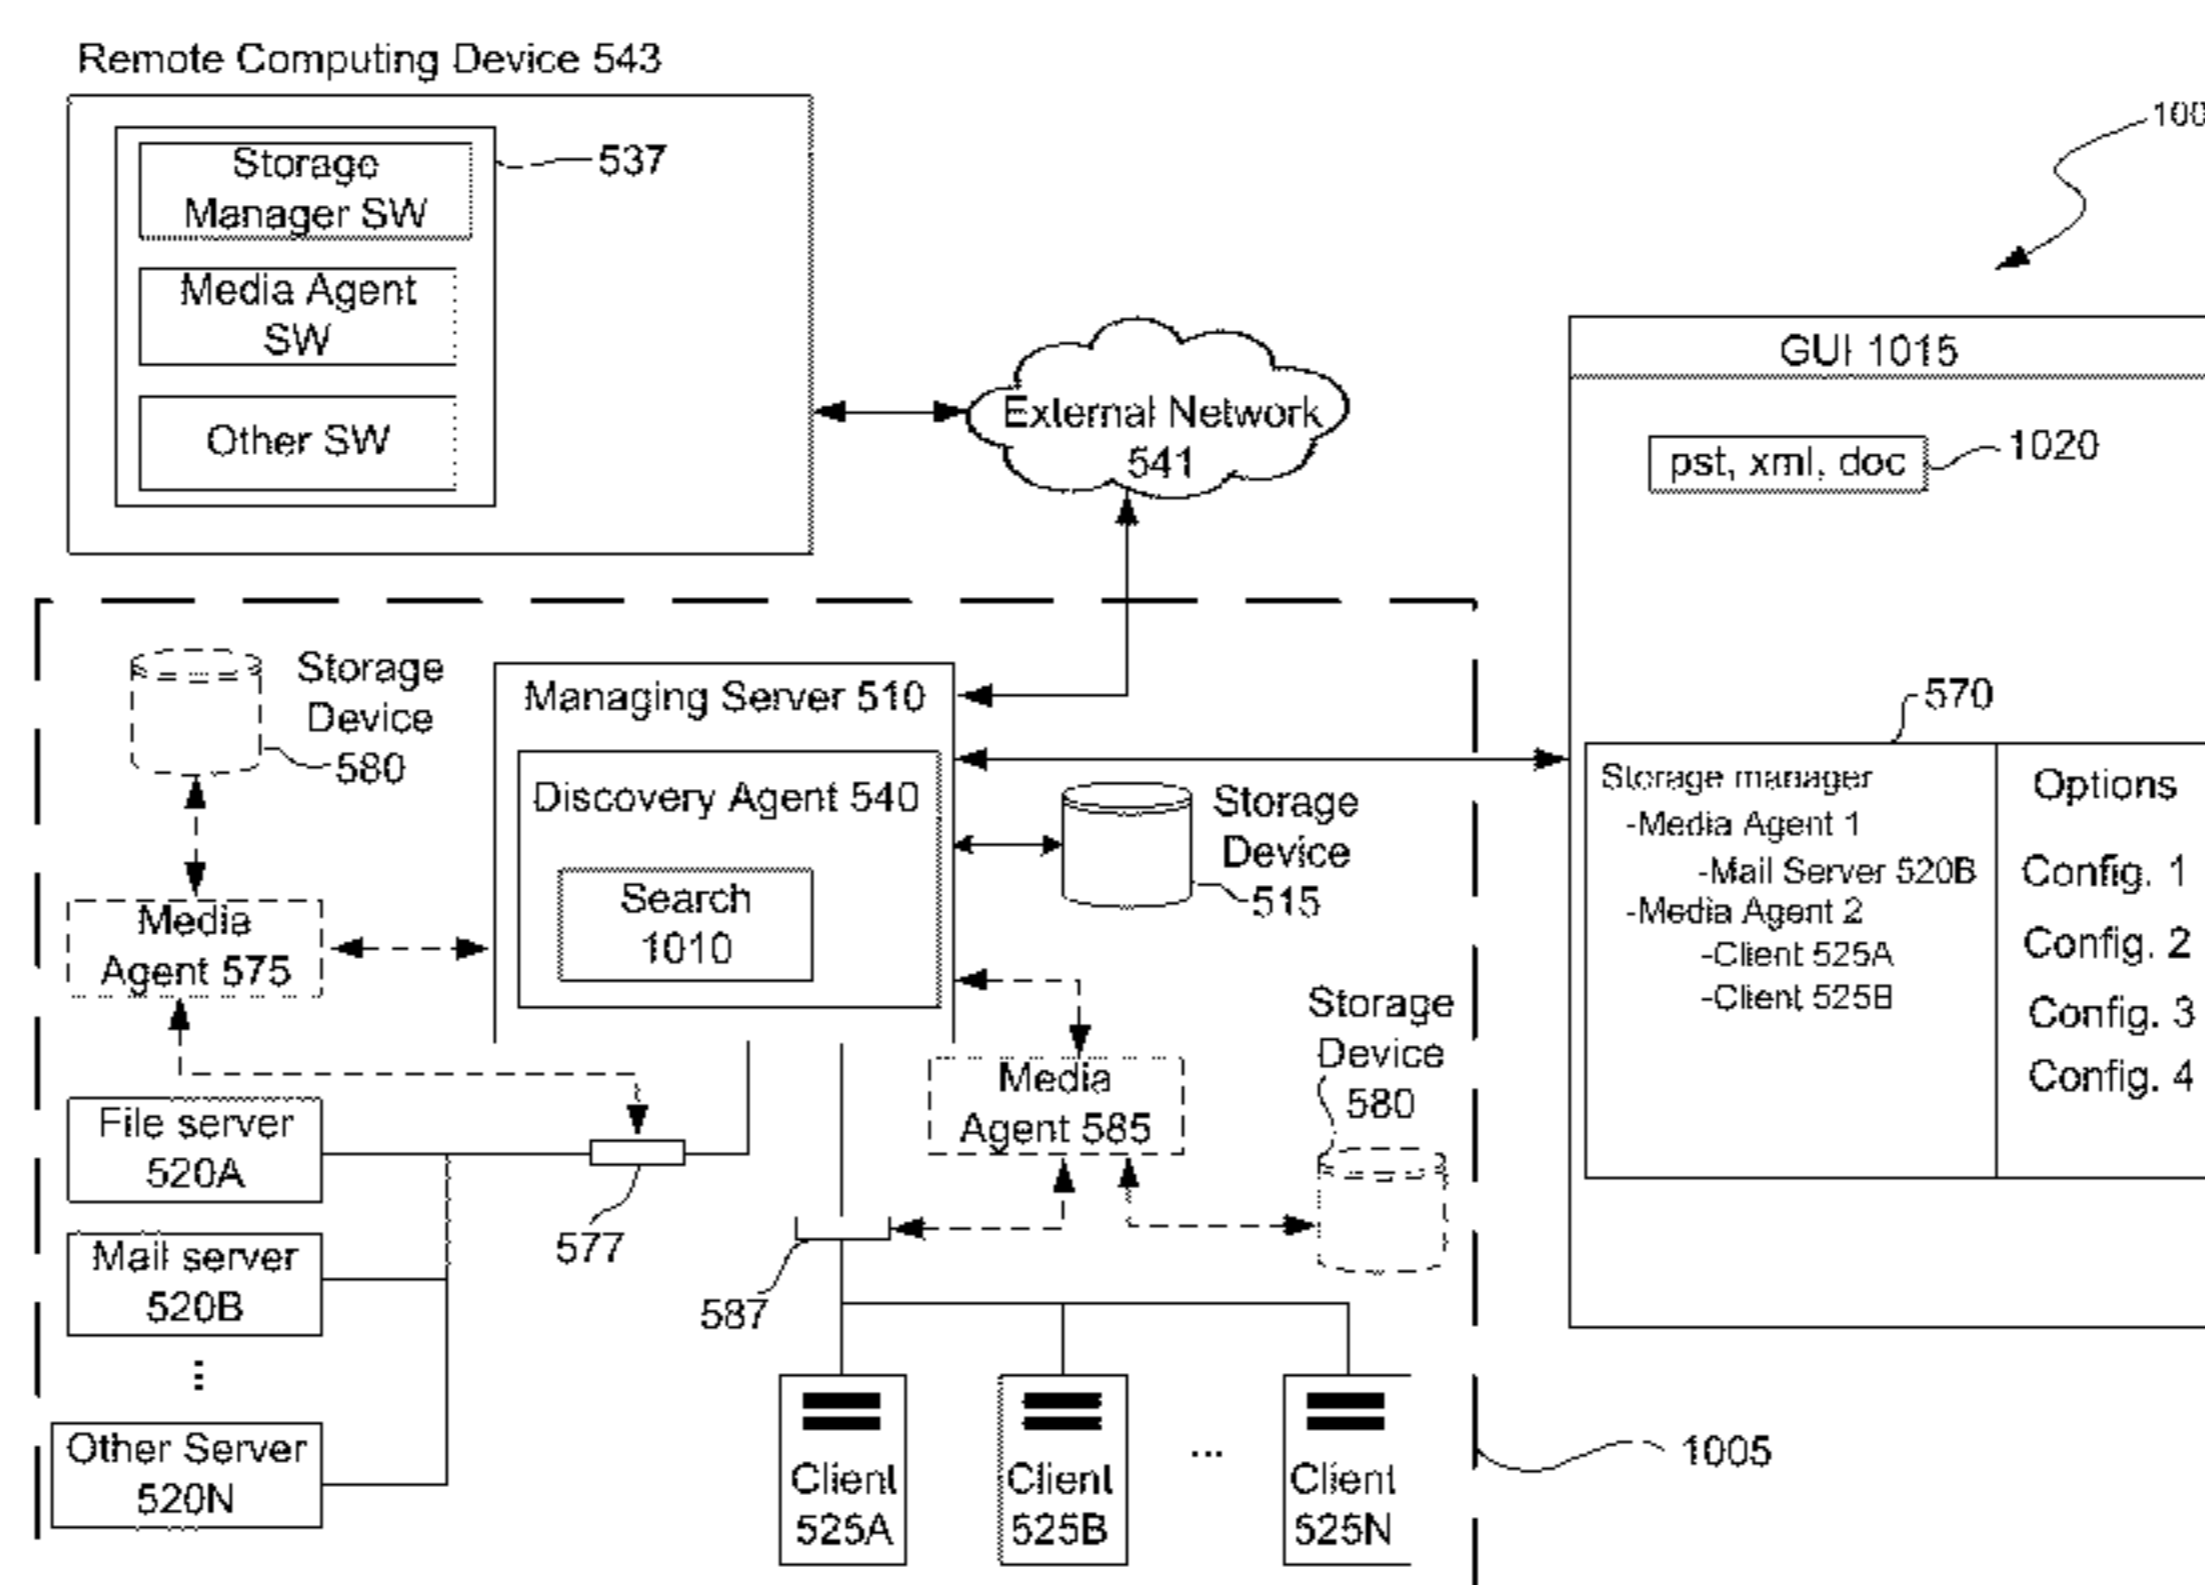 Remote Computing Device 543
Storage
Manager SW
537
Media Agent
SW
Other SW
External Network
541
100
GUI 1015
pst, xml, doc
1020
570
Storage manager
-Media Agent 1
-Mail Server 520B
-Media Agent 2
-Client 525A
-Client 525B
Options
Config. 1
Config. 2
Config. 3
Config. 4
Storage
Device
580
Managing Server 510
Discovery Agent 540
Search
1010
Storage
Device
515
Media
Agent 575
Storage
Device
580
Media
Agent 585
File server
520A
577
Mail server
520B
587
...
Other Server
520N
Client
525A
Client
525B
...
Client
525N
1005